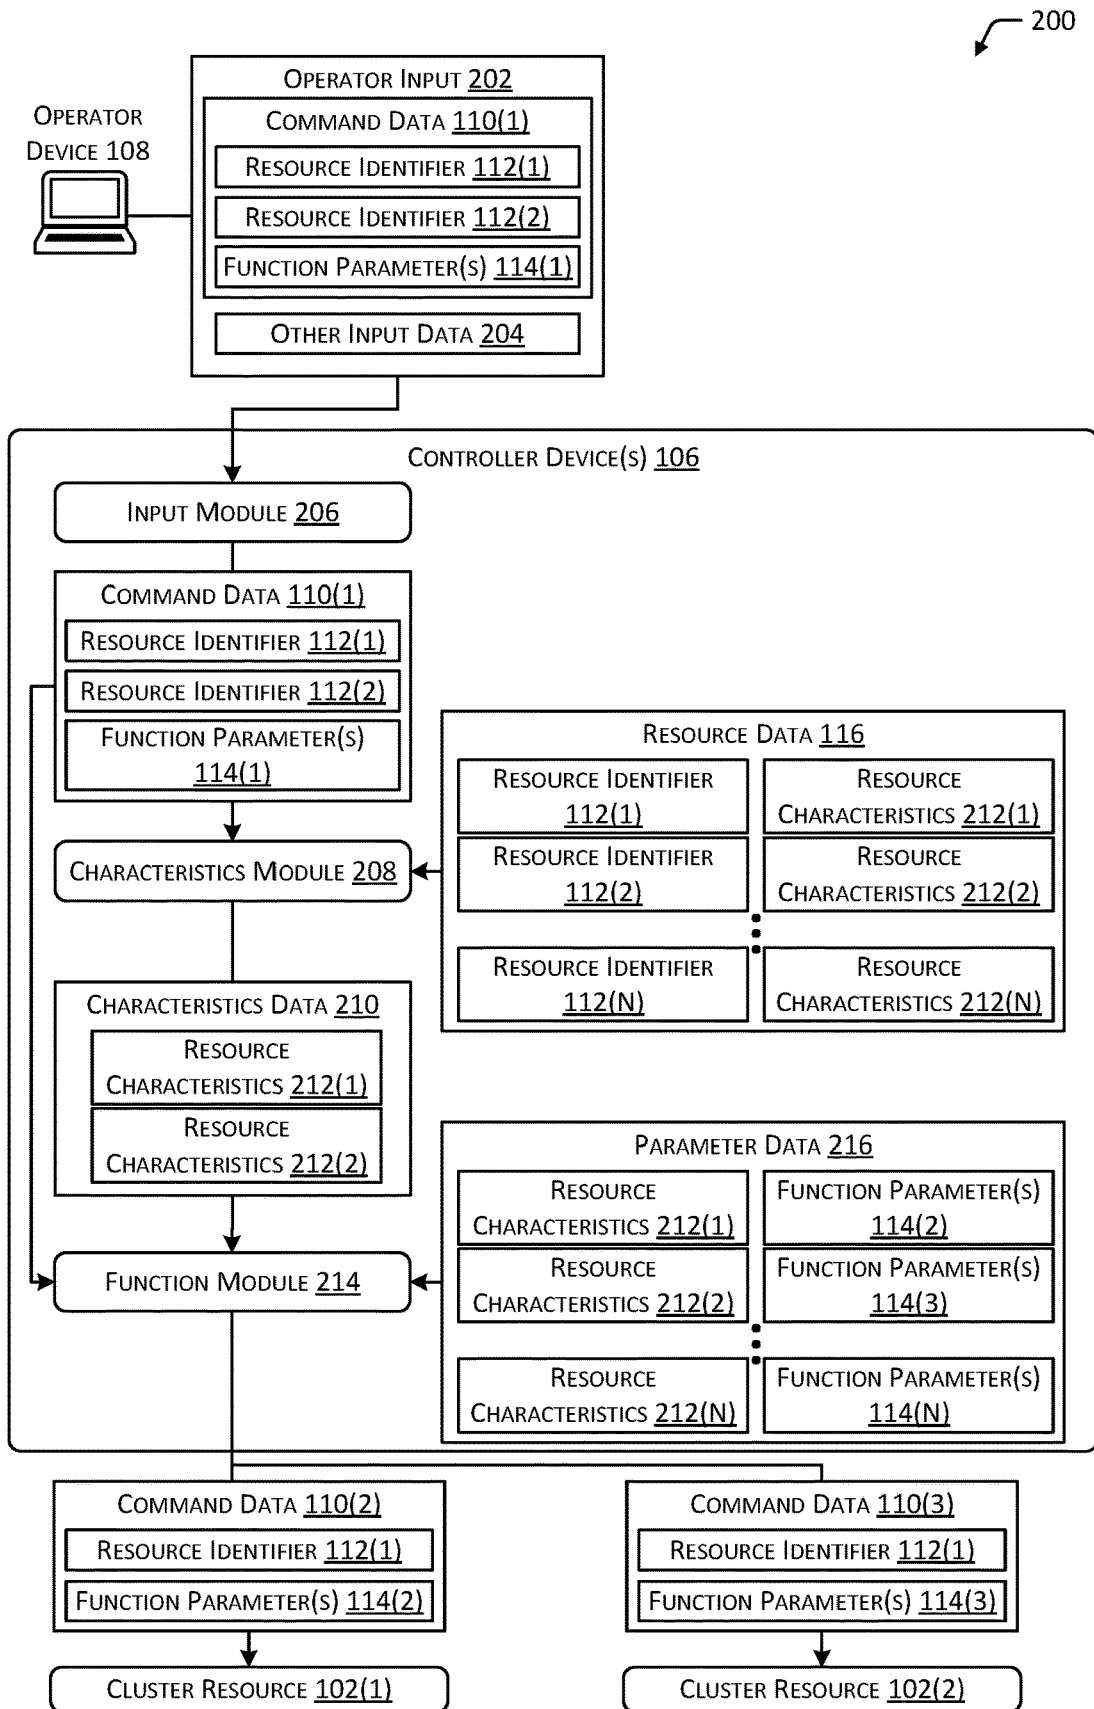 200
OPERATOR INPUT 202
COMMAND DATA 110(1)
RESOURCE IDENTIFIER 112(1)
RESOURCE IDENTIFIER 112(2)
FUNCTION PARAMETER(S) 114(1)
OTHER INPUT DATA 204
OPERATOR
DEVICE 108
CONTROLLER DEVICE(S) 106
INPUT MODULE 206
COMMAND DATA 110(1)
RESOURCE IDENTIFIER 112(1)
RESOURCE IDENTIFIER 112(2)
FUNCTION PARAMETER(S)
114(1)
CHARACTERISTICS MODULE 208
RESOURCE DATA 116
RESOURCE IDENTIFIER
112(1)
RESOURCE
CHARACTERISTICS 212(1)
RESOURCE IDENTIFIER
112(2)
RESOURCE
CHARACTERISTICS 212(2)
RESOURCE IDENTIFIER
112(N)
RESOURCE
CHARACTERISTICS 212(N)
CHARACTERISTICS DATA 210
RESOURCE
CHARACTERISTICS 212(1)
RESOURCE
CHARACTERISTICS 212(2)
FUNCTION MODULE 214
PARAMETER DATA 216
RESOURCE
CHARACTERISTICS 212(1)
FUNCTION PARAMETER(S)
114(2)
RESOURCE
CHARACTERISTICS 212(2)
FUNCTION PARAMETER(S)
114(3)
RESOURCE
CHARACTERISTICS 212(N)
FUNCTION PARAMETER(S)
114(N)
COMMAND DATA 110(2)
RESOURCE IDENTIFIER 112(1)
FUNCTION PARAMETER(S) 114(2)
CLUSTER RESOURCE 102(1)
COMMAND DATA 110(3)
RESOURCE IDENTIFIER 112(1)
FUNCTION PARAMETER(S) 114(3)
CLUSTER RESOURCE 102(2)